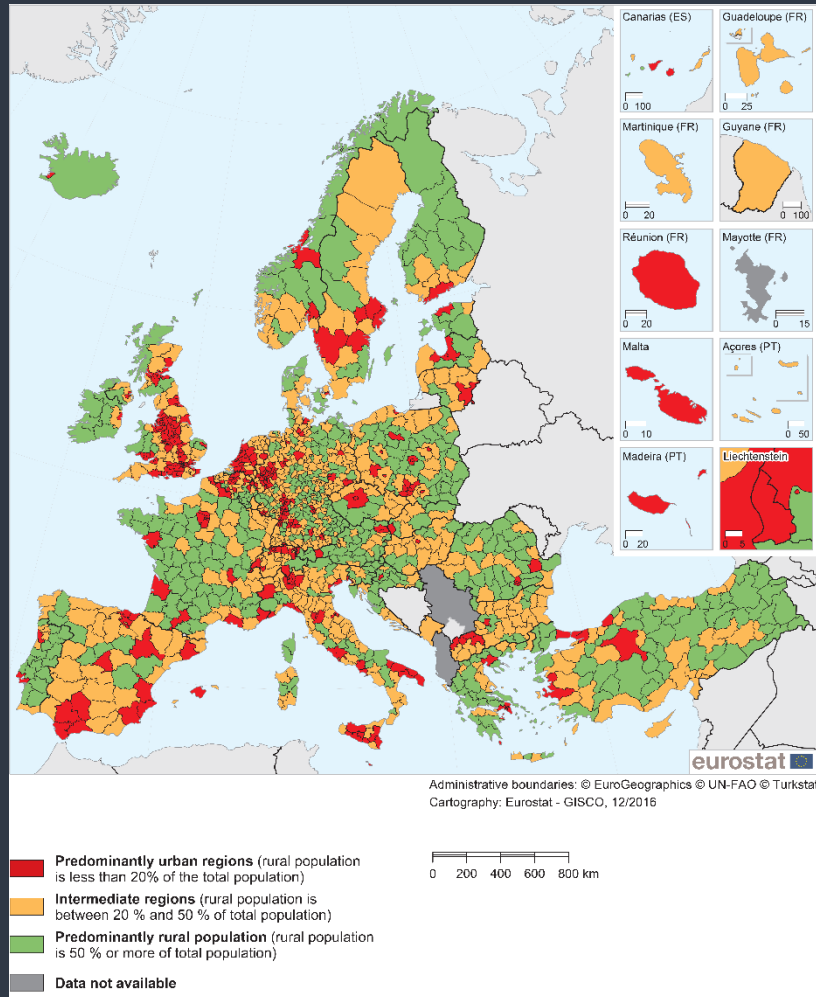 Canarias (ES)
0 100
Guadeloupe (FR)
0 25
Martinique (FR)
0 20
Guyane (FR)
0 100
Réunion (FR)
0 20
Mayotte (FR)
0 15
Malta
0 10
Açores (PT)
0 50
Madeira (PT)
0 20
Liechtenstein
0 5
eurostat
Administrative boundaries: © EuroGeographics © UN-FAO © Turkstat
Cartography: Eurostat - GISCO, 12/2016
0 200 400 600 800 km
Predominantly urban regions (rural population
is less than 20% of the total population)
Intermediate regions (rural population is
between 20 % and 50 % of total population)
Predominantly rural population (rural population
is 50 % or more of total population)
Data not available